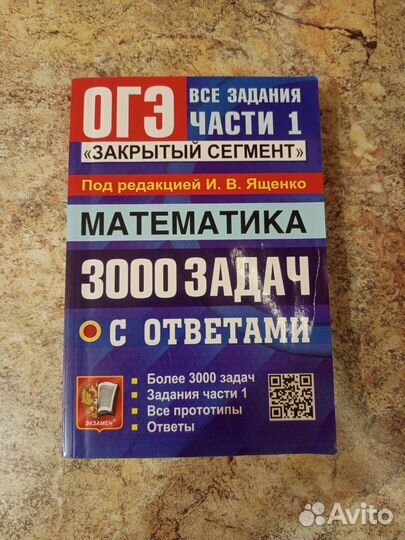 ОГЭ
ВСЕ ЗАДАНИЯ
ЧАСТИ 1
«ЗАКРЫТЫЙ СЕГМЕНТ»
Под редакцией И. В. Ященко
МАТЕМАТИКА
3000 ЗАДАЧ
С ОТВЕТАМИ
Более 3000 задач
Задания части 1
Все прототипы
Ответы
ЭКЗАМЕН
Avito